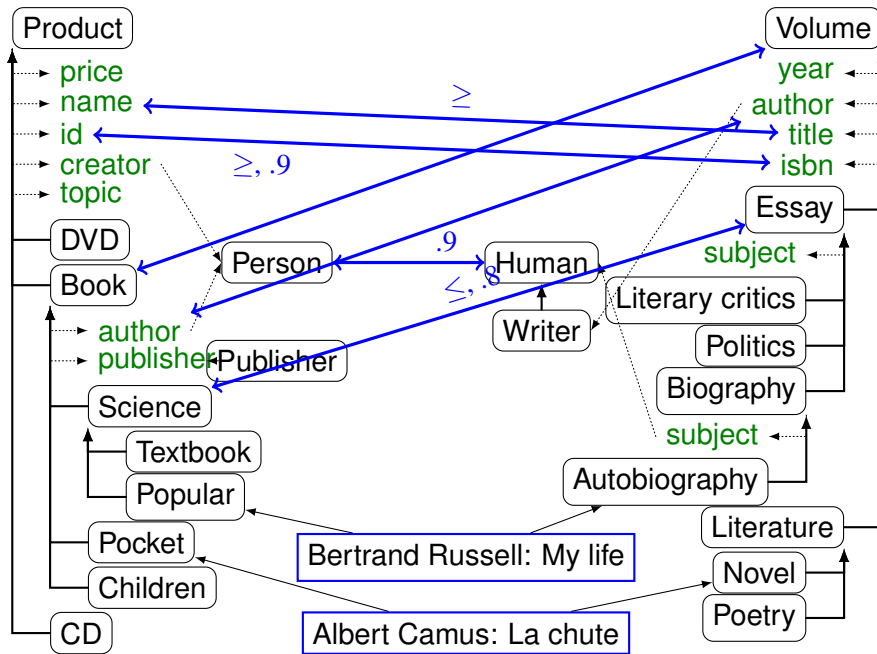 Product
Volume
price
year
name
≥
author
id
title
≥, .9
isbn
creator
topic
Essay
DVD
subject
.9
Person
Human
Book
≤, .8
Literary critics
author
Writer
publisher
Publisher
Politics
Biography
Science
subject
Textbook
Autobiography
Popular
Literature
Pocket
Bertrand Russell: My life
Novel
Children
Poetry
CD
Albert Camus: La chute